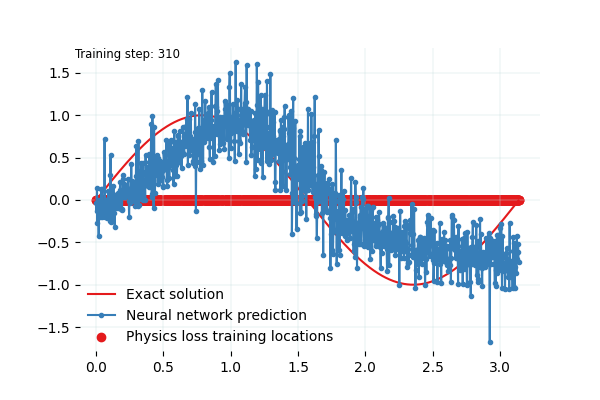 Training step: 310
1.5
1.0
0.5
0.0
−0.5
−1.0
−1.5
Exact solution
Neural network prediction
Physics loss training locations
0.0 0.5 1.0 1.5 2.0 2.5 3.0